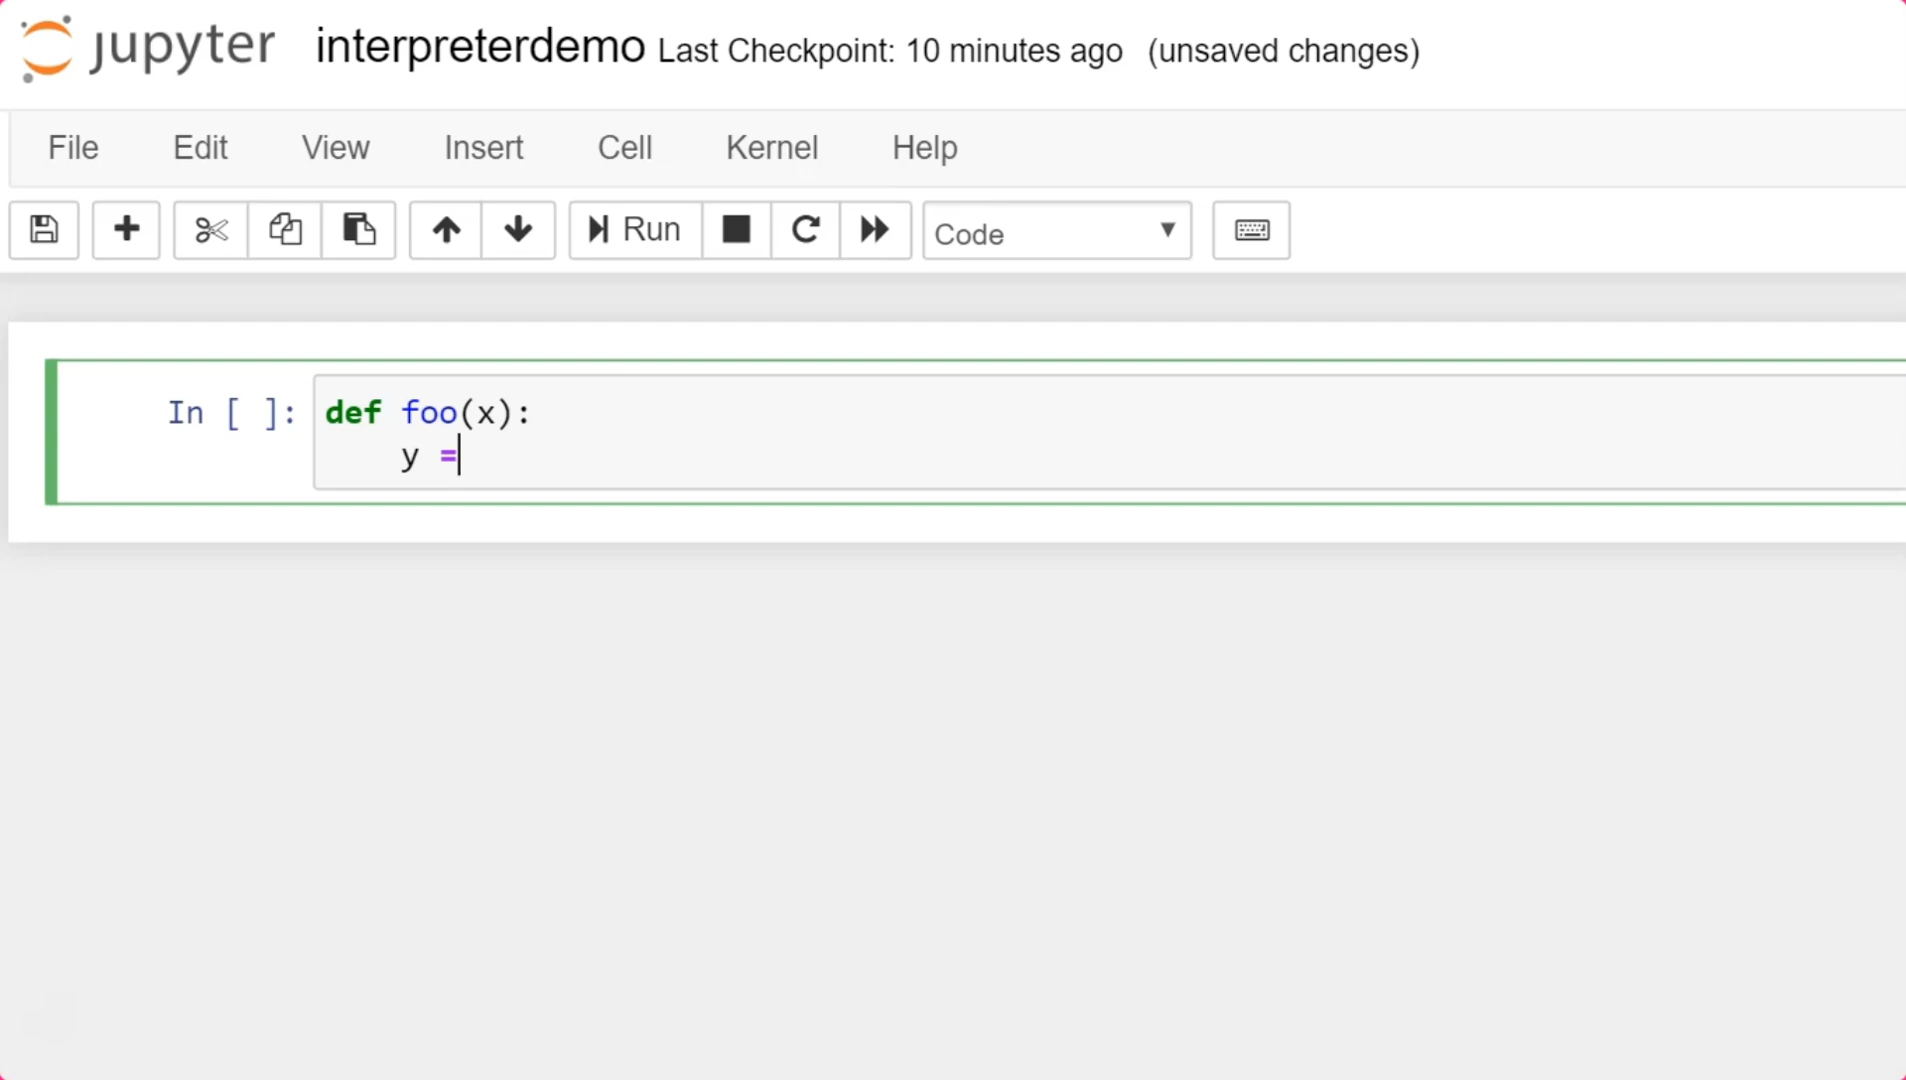 jupyter interpreterdemo Last Checkpoint: 10 minutes ago (unsaved changes)
File Edit View Insert Cell Kernel Help
Run Code
In [ ]: def foo(x):
y =